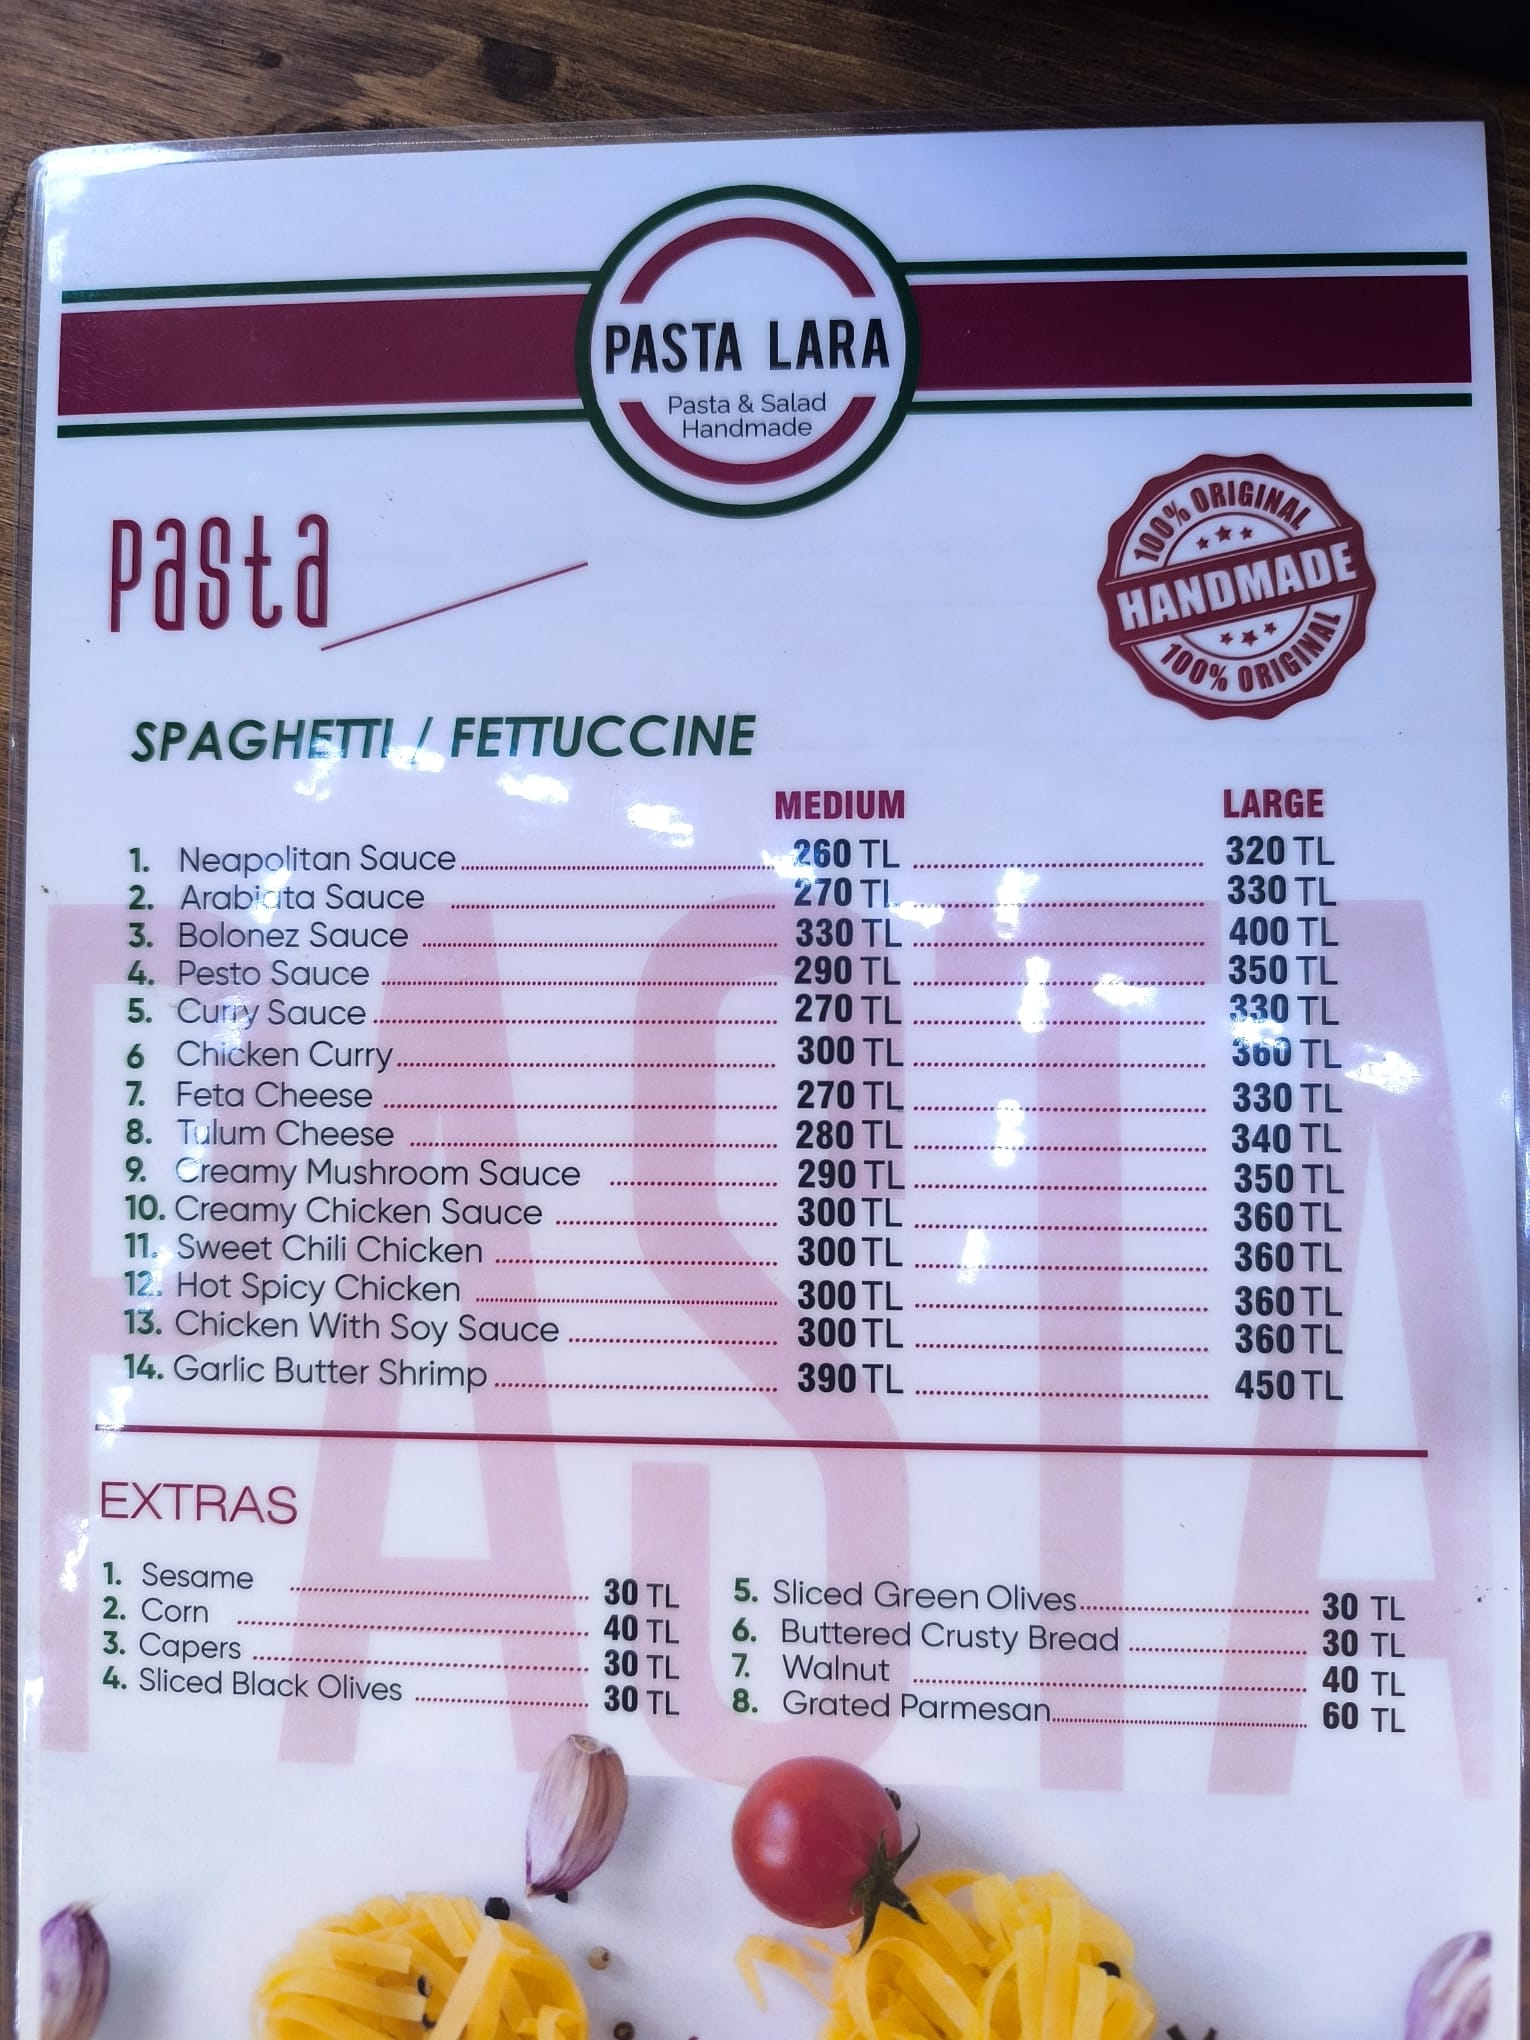 PASTA LARA
Pasta & Salad
Handmade
Pasta
100% ORIGINAL
HANDMADE
100% ORIGINAL
SPAGHETTI / FETTUCCINE
MEDIUM LARGE
1. Neapolitan Sauce 260 TL 320 TL
2. Arabiata Sauce 270 TL 330 TL
3. Bolonez Sauce 330 TL 400 TL
4. Pesto Sauce 290 TL 350 TL
5. Curry Sauce 270 TL 330 TL
6 Chicken Curry 300 TL 360 TL
7. Feta Cheese 270 TL 330 TL
8. Tulum Cheese 280 TL 340 TL
9. Creamy Mushroom Sauce 290 TL 350 TL
10. Creamy Chicken Sauce 300 TL 360 TL
11. Sweet Chili Chicken 300 TL 360 TL
12. Hot Spicy Chicken 300 TL 360 TL
13. Chicken With Soy Sauce 300 TL 360 TL
14. Garlic Butter Shrimp 390 TL 450 TL
PASTA
EXTRAS
1. Sesame 30 TL
2. Corn 40 TL
3. Capers 30 TL
4. Sliced Black Olives 30 TL
5. Sliced Green Olives 30 TL
6. Buttered Crusty Bread 30 TL
7. Walnut 40 TL
8. Grated Parmesan 60 TL